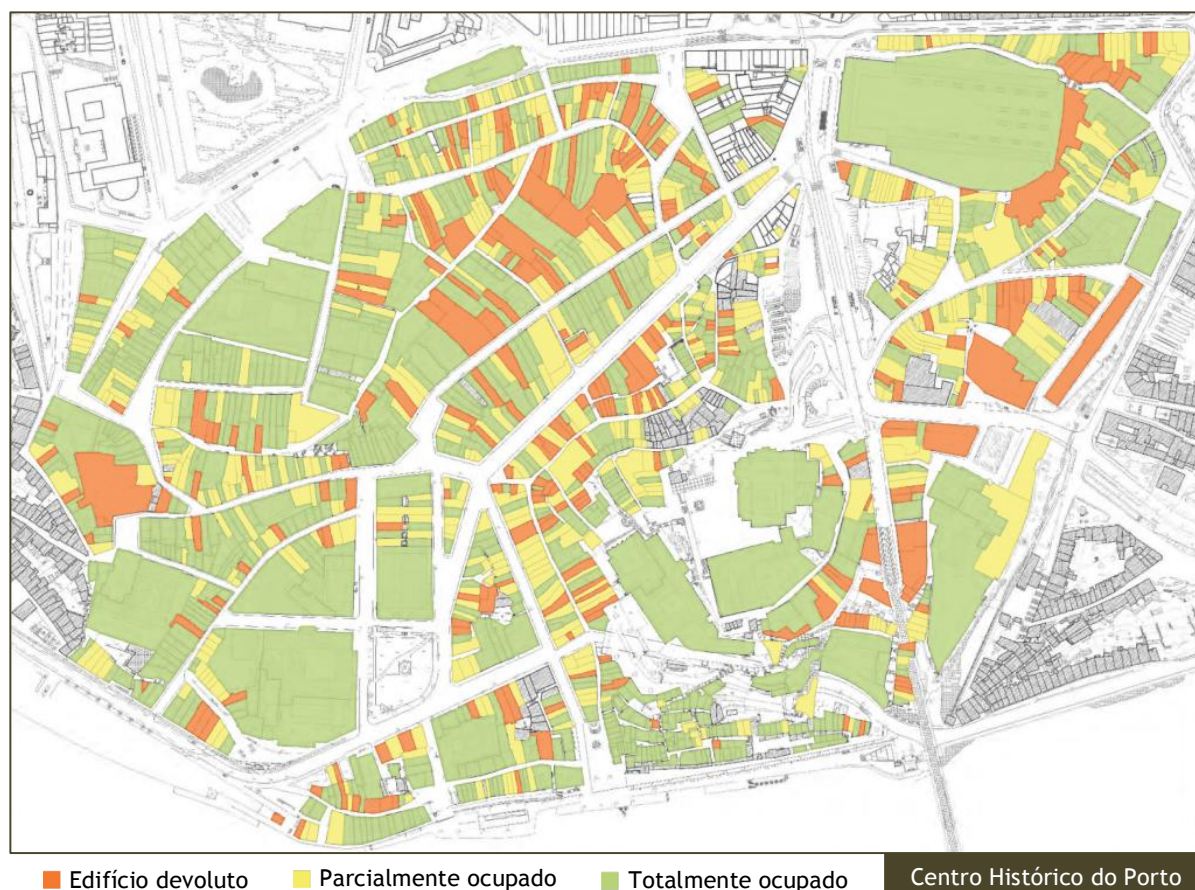 Edifício devoluto
Parcialmente ocupado
Totalmente ocupado
Centro Histórico do Porto